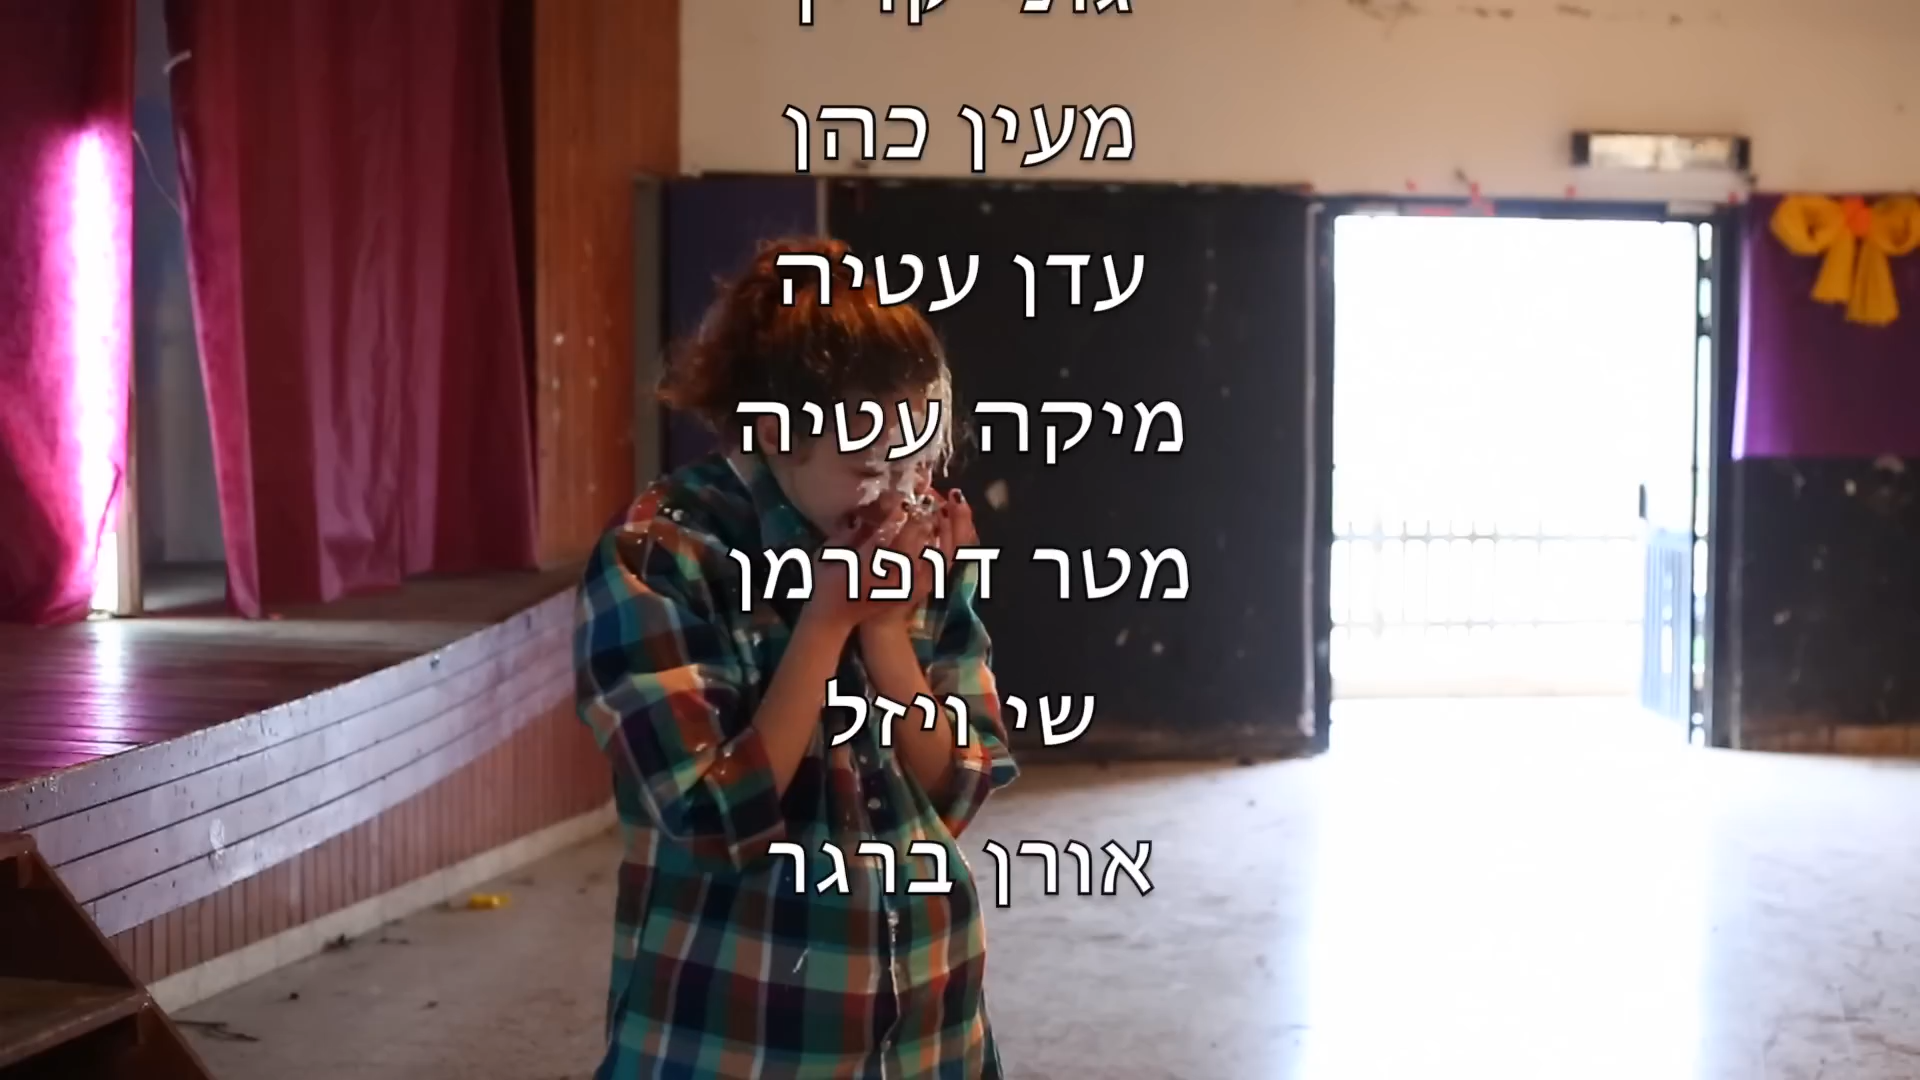 מעין כהן
עדן עטיה
מיקה עטיה
מטר דופרמן
שי ויזל
אורן ברגר